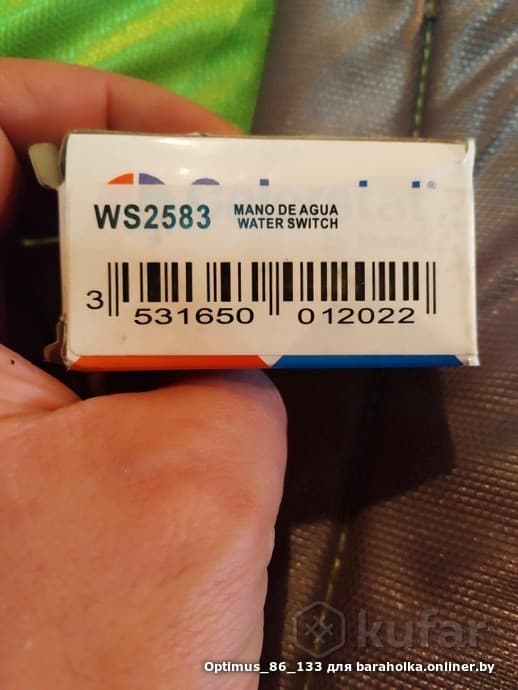 WS2583 MANO DE AGUA
WATER SWITCH
3 531650 012022
kufar
Optimus_86_133 для baraholka.onliner.by